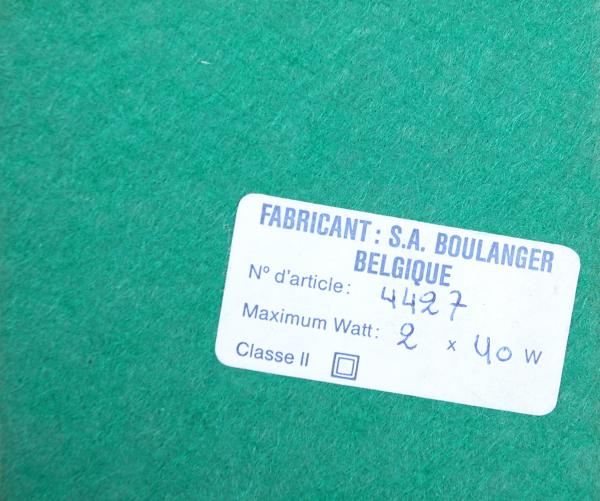 FABRICANT: S.A. BOULANGER
BELGIQUE
N° d'article: 4427
Maximum Watt: 2 x 40 W
Classe II